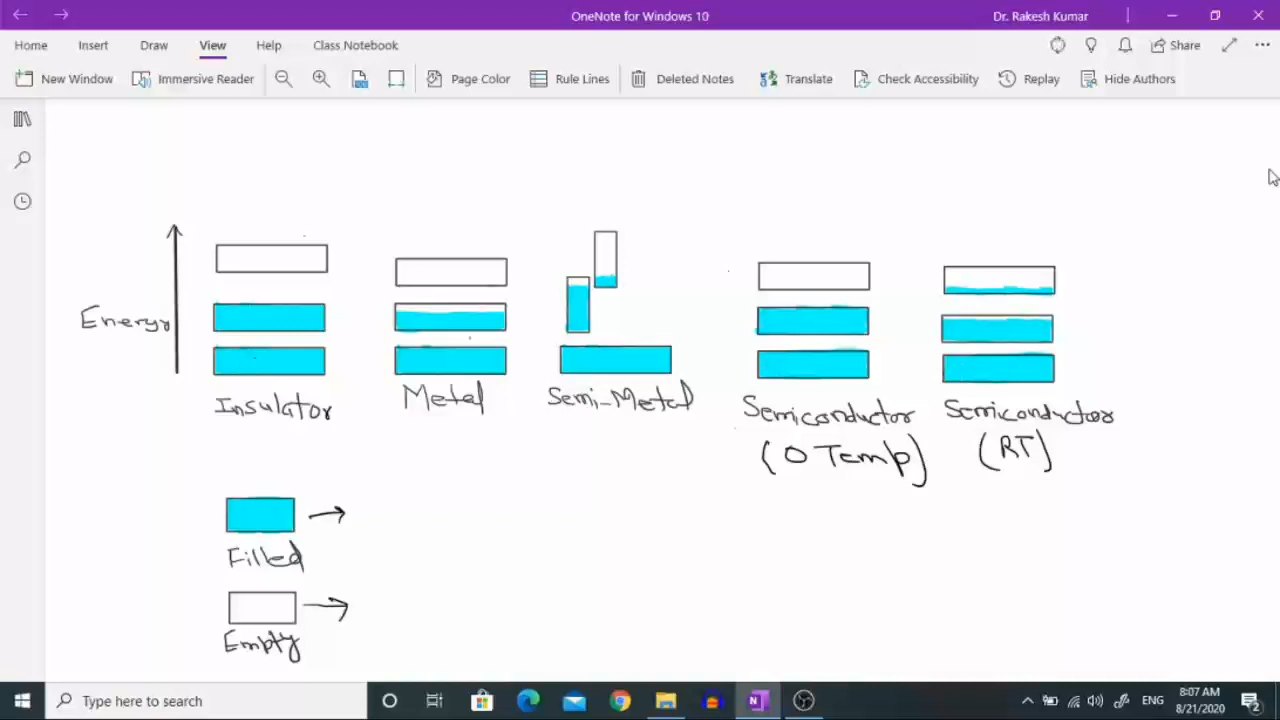 OneNote for Windows 10
Dr. Rakesh Kumar
Home Insert Draw View Help Class Notebook Share
New Window Immersive Reader Page Color Rule Lines Deleted Notes Translate Check Accessibility Replay Hide Authors
Energy
Insulator Metal Semi-Metal Semiconductor Semiconductor
(0 Temp) (RT)
Filled
Empty
Type here to search
ENG
8:07 AM
8/21/2020
2